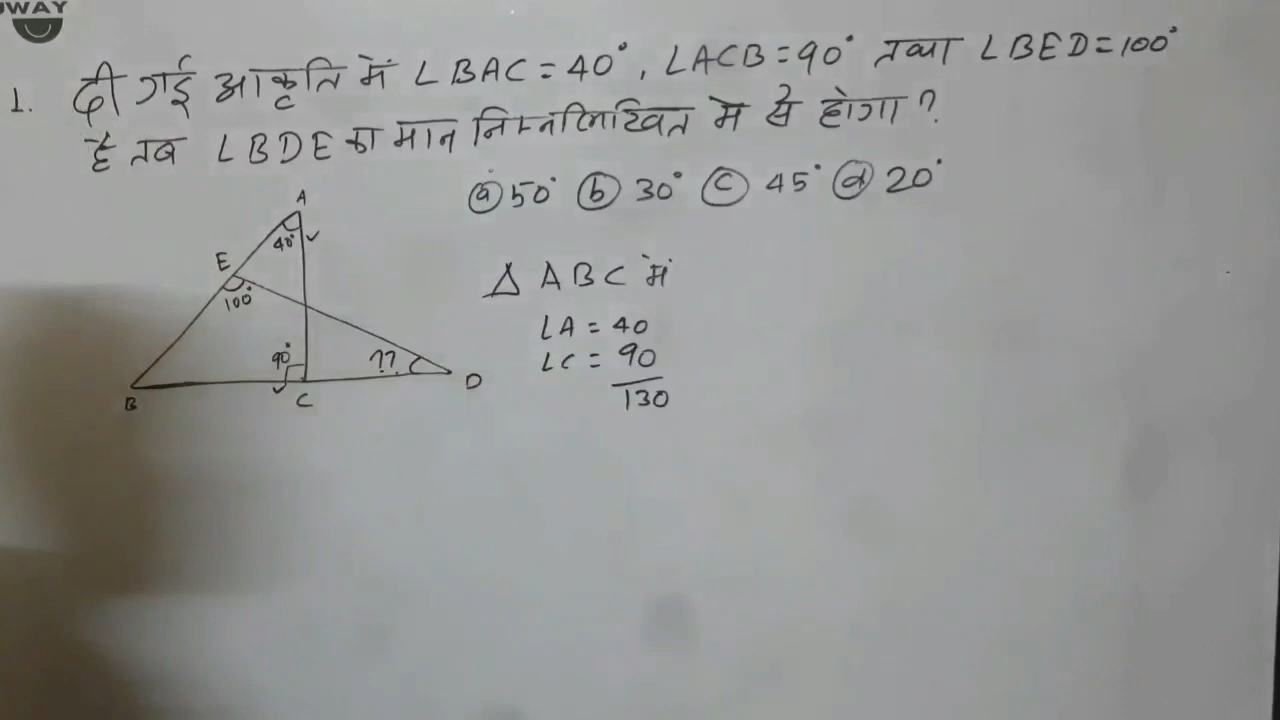 UWAY
1. दी गई आकृति में ∠BAC = 40°, ∠ACB = 90° तथा ∠BED = 100°
है तब ∠BDE का मान निम्नलिखित में से होगा ?
(a) 50° (b) 30° (c) 45° (d) 20°
A
40°
E
100°
90°
??
D
B
C
Δ ABC में
∠A = 40
∠C = 90
130